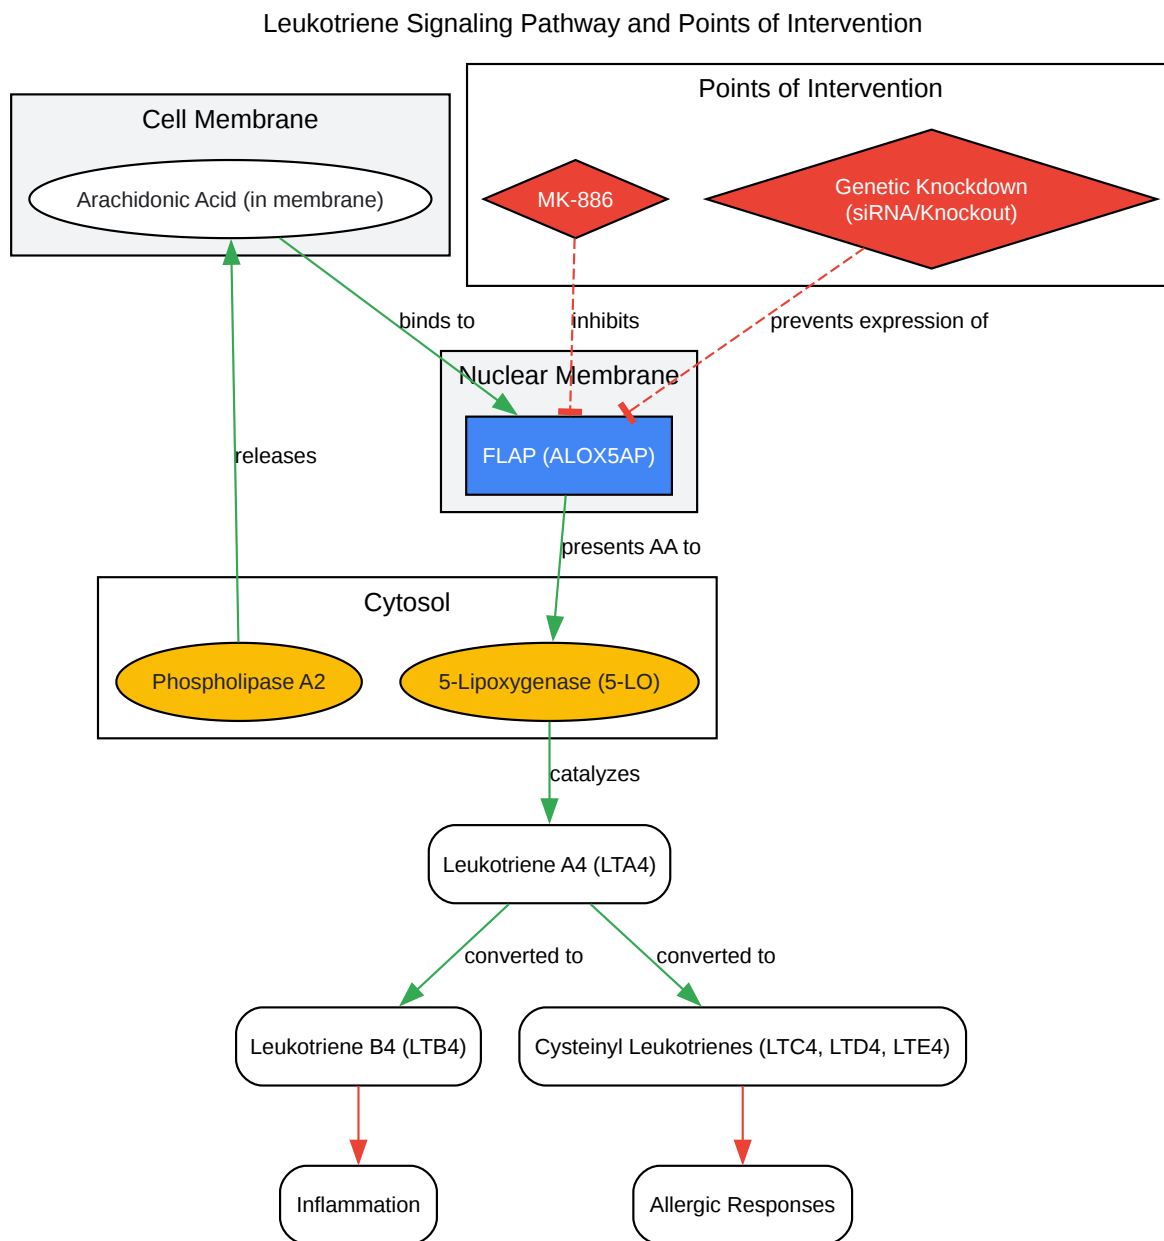 Leukotriene Signaling Pathway and Points of Intervention
Points of Intervention
Cell Membrane
Arachidonic Acid (in membrane)
MK-886
Genetic Knockdown
(siRNA/Knockout)
binds to
inhibits
prevents expression of
Nuclear Membrane
FLAP (ALOX5AP)
releases
presents AA to
Cytosol
Phospholipase A2
5-Lipoxygenase (5-LO)
catalyzes
Leukotriene A4 (LTA4)
converted to
converted to
Leukotriene B4 (LTB4)
Cysteinyl Leukotrienes (LTC4, LTD4, LTE4)
Inflammation
Allergic Responses